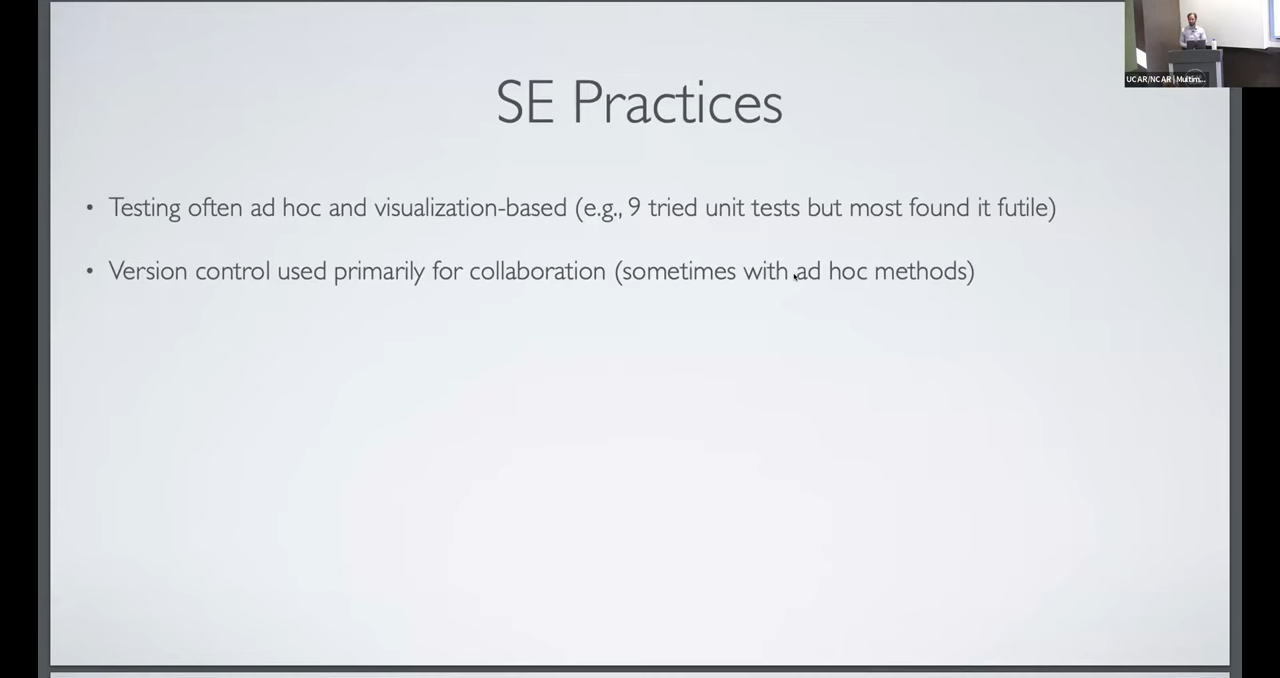 SE Practices
• Testing often ad hoc and visualization-based (e.g., 9 tried unit tests but most found it futile)
• Version control used primarily for collaboration (sometimes with ad hoc methods)
UCAR/NCAR | Multim...